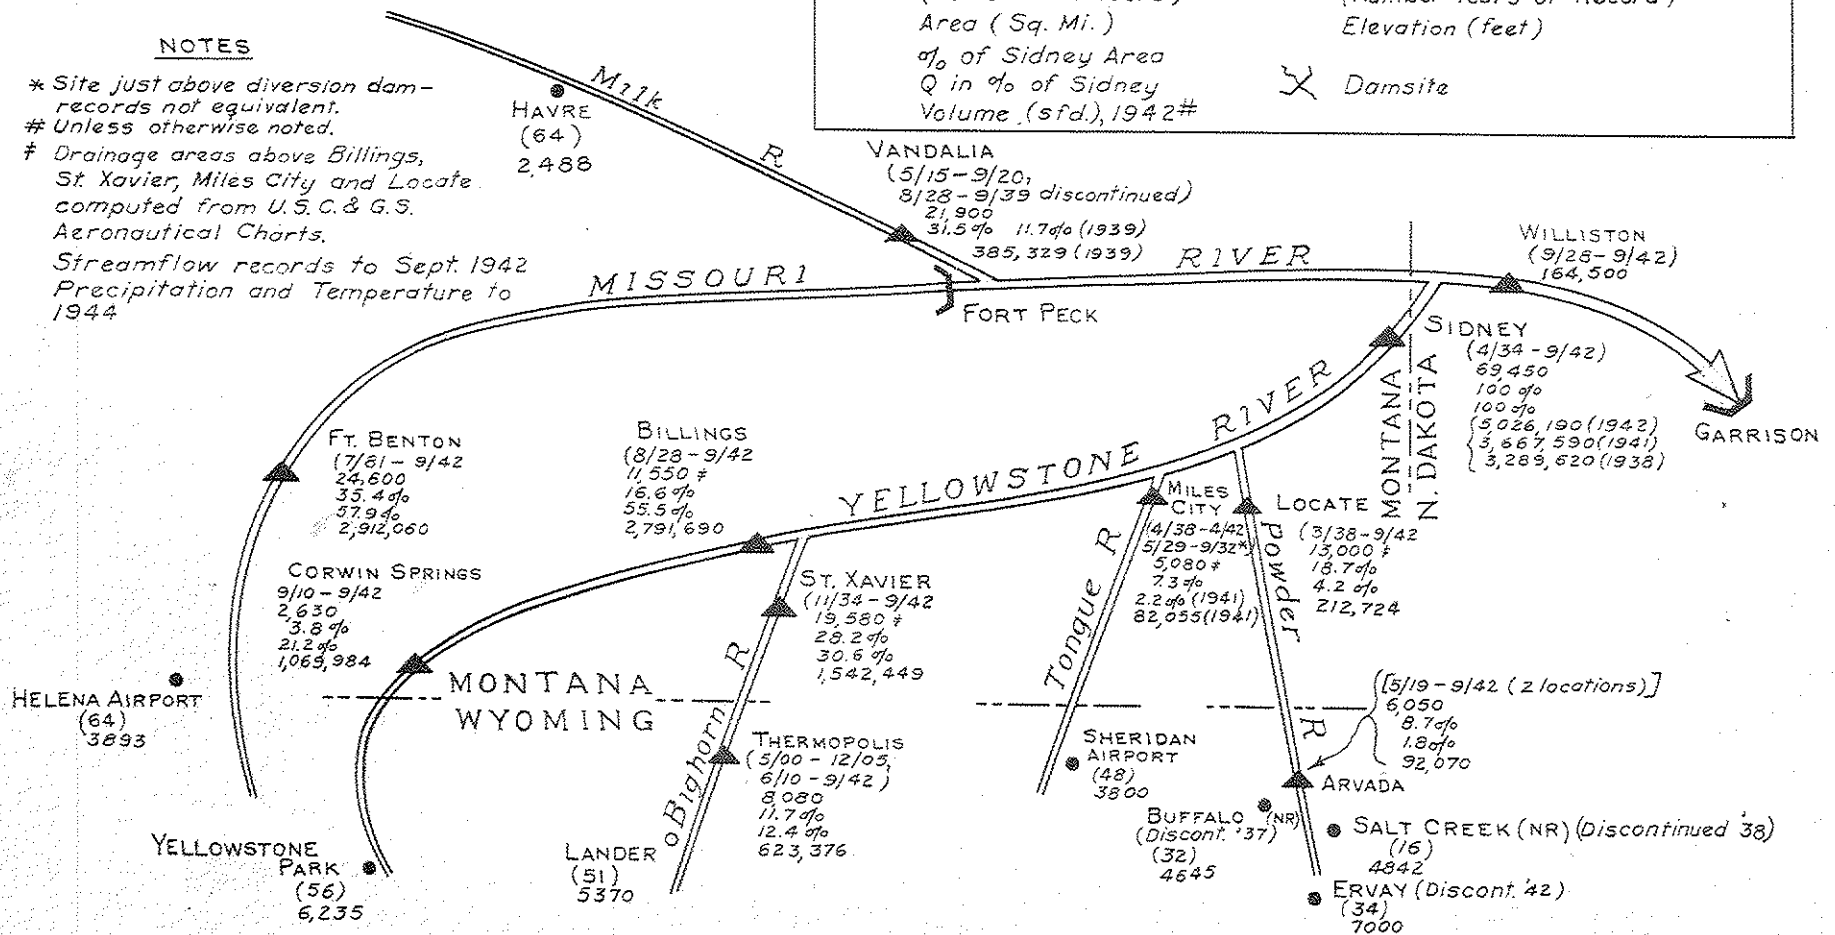 NOTES
* Site just above diversion dam-
records not equivalent.
# Unless otherwise noted.
‡ Drainage areas above Billings,
St. Xavier, Miles City and Locate
computed from U.S.C.& G.S.
Aeronautical Charts.
Streamflow records to Sept. 1942
Precipitation and Temperature to
1944
Area (Sq. Mi.)
% of Sidney Area
Q in % of Sidney
Volume (sfd.), 1942#
(Number Years of Record)
Elevation (feet)
Damsite
Milk
R
HAVRE
(64)
2,488
VANDALIA
(5/15-9/20,
8/28-9/39 discontinued)
21,900
31.5% 11.7% (1939)
385,329 (1939)
MISSOURI
RIVER
FORT PECK
WILLISTON
(9/28-9/42)
164,500
SIDNEY
(4/34-9/42)
69,450
100%
100%
5,026,190 (1942)
3,667,590 (1941)
3,289,620 (1938)
MONTANA
N. DAKOTA
GARRISON
FT. BENTON
(7/81-9/42
24,600
35.4%
57.9%
2,912,060
BILLINGS
(8/28-9/42
11,550 ‡
16.6%
55.5%
2,791,690
YELLOWSTONE
RIVER
MILES
CITY
(4/38-4/42
5/29-9/32*)
5,080 ‡
7.3%
2.2% (1941)
82,055 (1941)
LOCATE
(3/38-9/42
13,000 ‡
18.7%
4.2%
212,724
Powder
R
Tongue
R
CORWIN SPRINGS
9/10-9/42
2,630
3.8%
21.2%
1,069,984
ST. XAVIER
(11/34-9/42
19,580 ‡
28.2%
30.6%
1,542,449
HELENA AIRPORT
(64)
3893
MONTANA
WYOMING
Bighorn
R
THERMOPOLIS
(5/00-12/05,
6/10-9/42)
8,080
11.7%
12.4%
623,376
SHERIDAN
AIRPORT
(48)
3800
([5/19-9/42 (2 locations)]
6,050
8.7%
1.8%
92,070
ARVADA
BUFFALO (NR)
(Discont. '37)
(32)
4645
SALT CREEK (NR) (Discontinued '38)
(16)
4842
ERVAY (Discont. '42)
(34)
7000
YELLOWSTONE
PARK
(56)
6,235
LANDER
(51)
5370